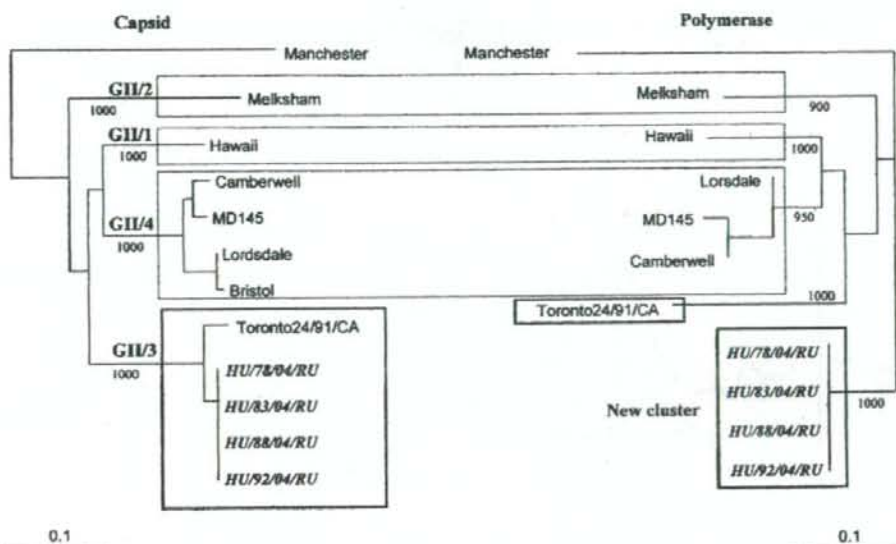 Capsid
Polymerase
Manchester
Manchester
GII/2
1000
Melksham
Melksham
900
GII/1
1000
Hawaii
Hawaii
1000
Camberwell
Lorsdale
GII/4
1000
MD145
MD145
950
Lordsdale
Camberwell
Bristol
Toronto24/91/CA
1000
GII/3
1000
Toronto24/91/CA
HU/78/04/RU
HU/83/04/RU
HU/88/04/RU
HU/92/04/RU
New cluster
HU/78/04/RU
HU/83/04/RU
HU/88/04/RU
HU/92/04/RU
1000
0.1
0.1